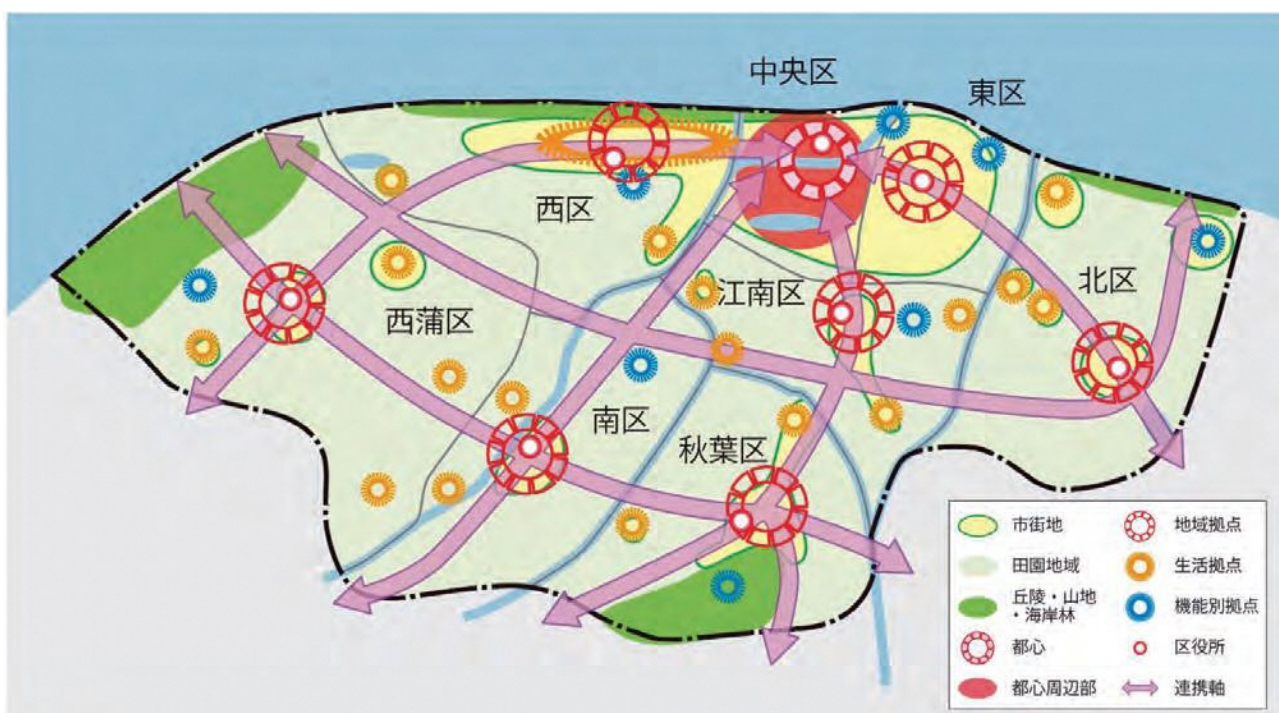 中央区
東区
西区
北区
江南区
西蒲区
南区
秋葉区
市街地
田園地域
丘陵・山地
・海岸林
都心
都心周辺部
地域拠点
生活拠点
機能別拠点
区役所
連携軸